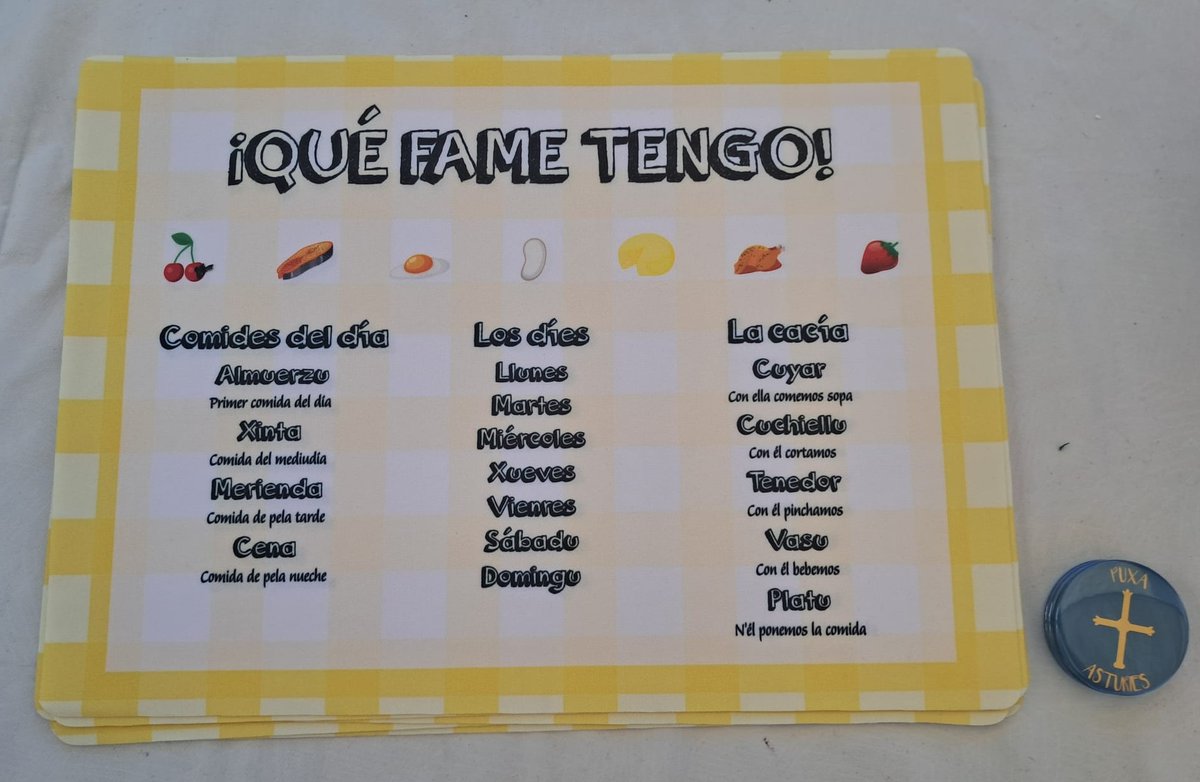 ¡QUÉ FAME TENGO!
Comides del día
Almuerzu
Primer comida del día
Xinta
Comida del mediudía
Merienda
Comida de pela tarde
Cena
Comida de pela nueche
Los díes
Llunes
Martes
Miércoles
Xueves
Vienres
Sábadu
Domingu
La cacía
Cuyar
Con ella comemos sopa
Cuchiellu
Con él cortamos
Tenedor
Con él pinchamos
Vasu
Con él bebemos
Platu
N'él ponemos la comida
PUXA
ASTURIES